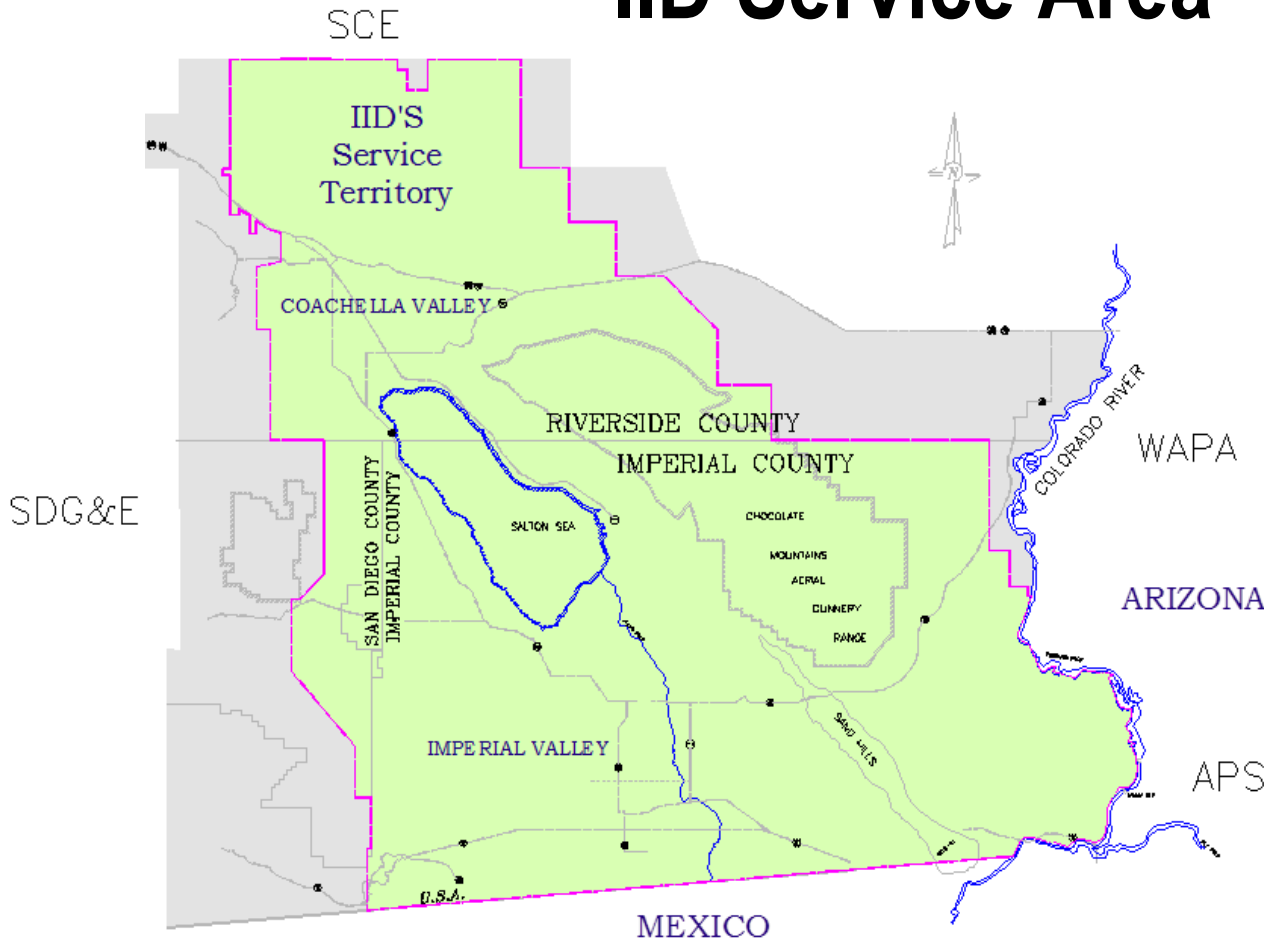 IID Service Area
SCE
IID'S
Service
Territory
N
COACHELLA VALLEY
RIVERSIDE COUNTY
IMPERIAL COUNTY
COLORADO RIVER
WAPA
SDG&E
SAN DIEGO COUNTY
IMPERIAL COUNTY
SALTON SEA
CHOCOLATE
MOUNTAINS
AERIAL
GUNNERY
RANGE
ARIZONA
SAND HILLS
IMPERIAL VALLEY
APS
U.S.A.
MEXICO